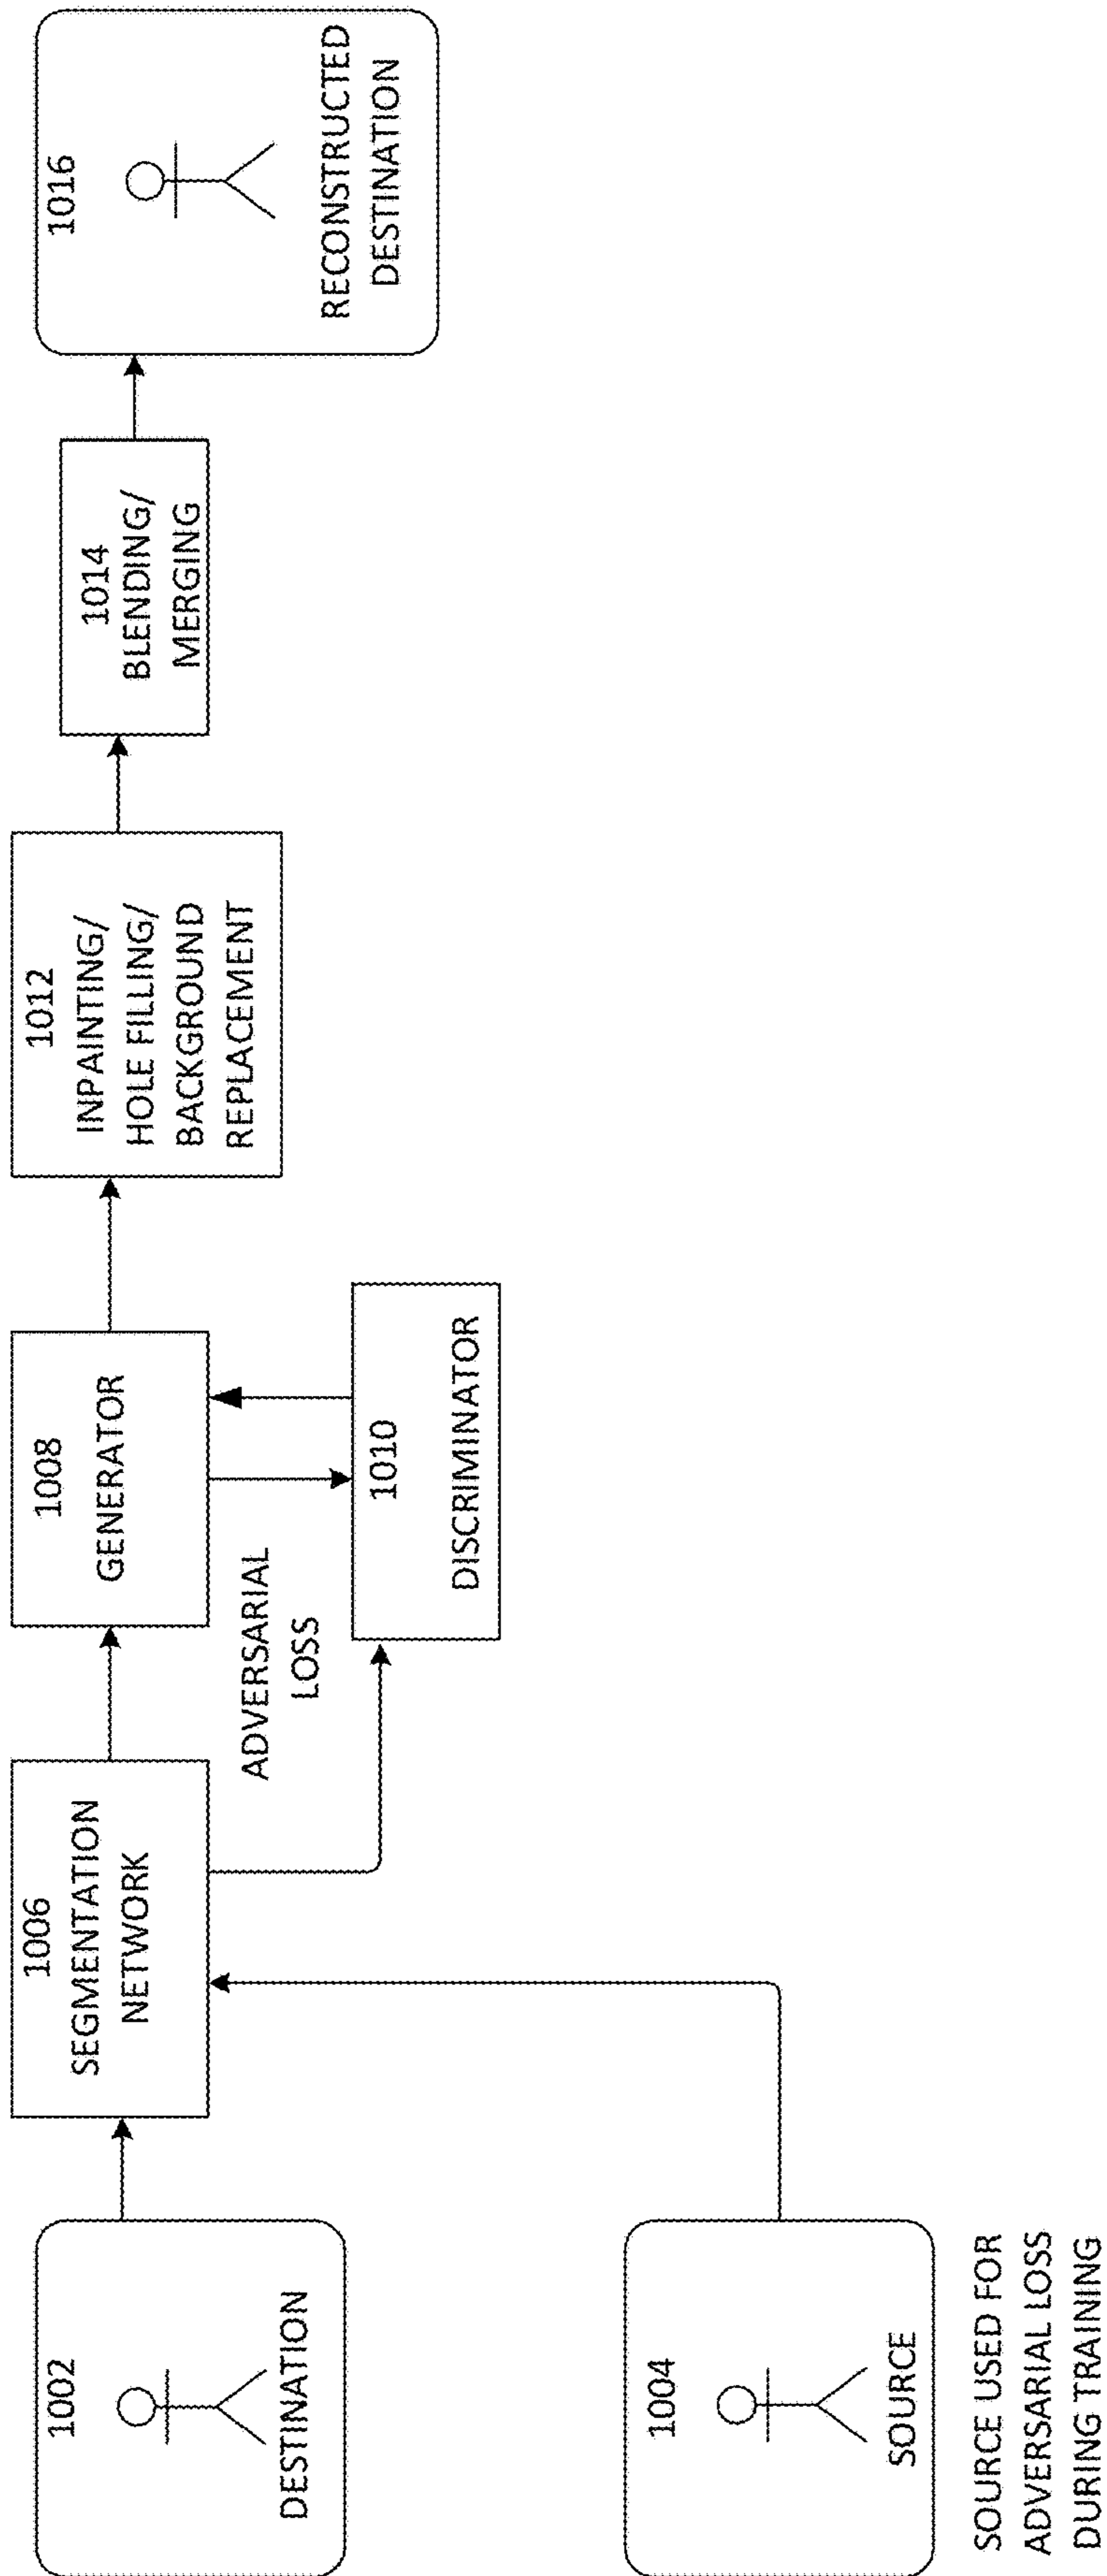 1002
DESTINATION
1004
SOURCE
SOURCE USED FOR
ADVERSARIAL LOSS
DURING TRAINING
1006
SEGMENTATION
NETWORK
ADVERSARIAL
LOSS
1008
GENERATOR
1010
DISCRIMINATOR
1012
INPAINTING/
HOLE FILLING/
BACKGROUND
REPLACEMENT
1014
BLENDING/
MERGING
1016
RECONSTRUCTED
DESTINATION